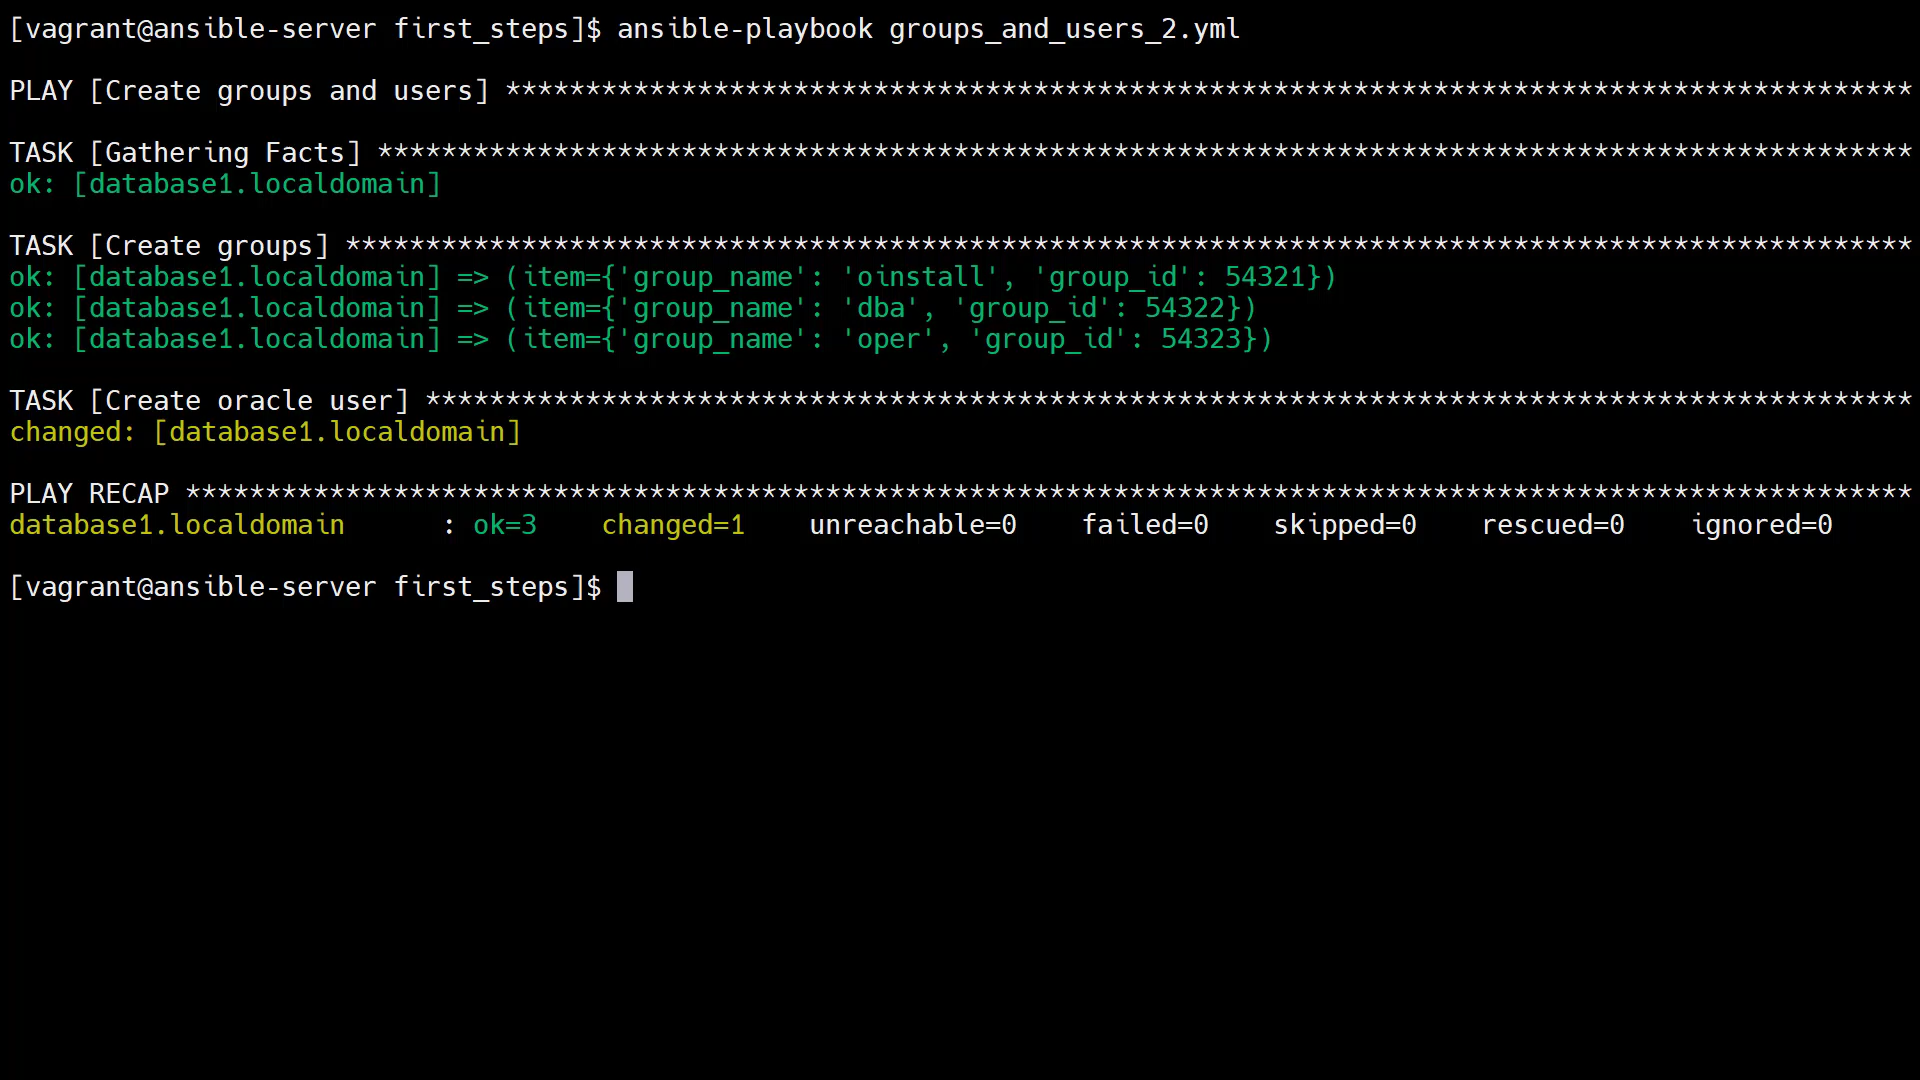 [vagrant@ansible-server first_steps]$ ansible-playbook groups_and_users_2.yml
PLAY [Create groups and users] ****************************************************************************************
TASK [Gathering Facts] ************************************************************************************************
ok: [database1.localdomain]
TASK [Create groups] **************************************************************************************************
ok: [database1.localdomain] => (item={'group_name': 'oinstall', 'group_id': 54321})
ok: [database1.localdomain] => (item={'group_name': 'dba', 'group_id': 54322})
ok: [database1.localdomain] => (item={'group_name': 'oper', 'group_id': 54323})
TASK [Create oracle user] *********************************************************************************************
changed: [database1.localdomain]
PLAY RECAP ************************************************************************************************************
database1.localdomain      : ok=3    changed=1    unreachable=0    failed=0    skipped=0    rescued=0    ignored=0
[vagrant@ansible-server first_steps]$